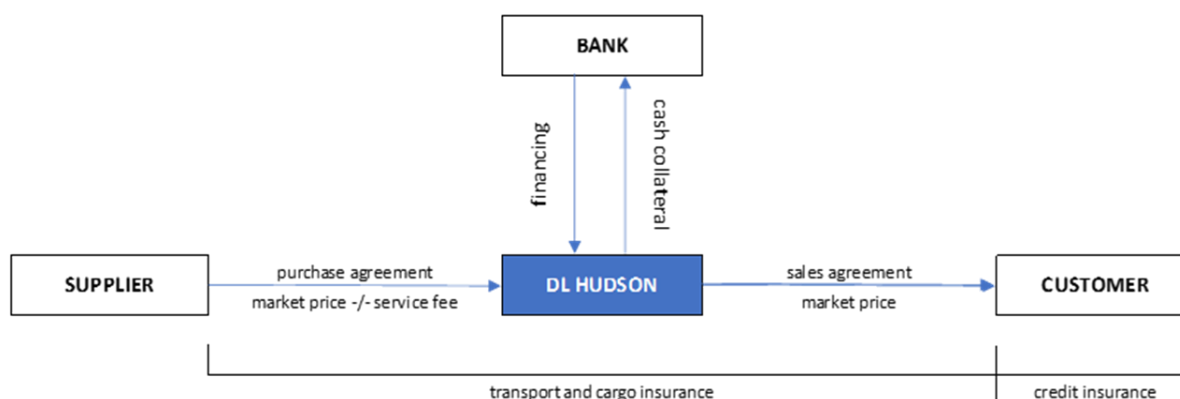 BANK
financing
cash collateral
SUPPLIER
purchase agreement
market price -/- service fee
DL HUDSON
sales agreement
market price
CUSTOMER
transport and cargo insurance
credit insurance